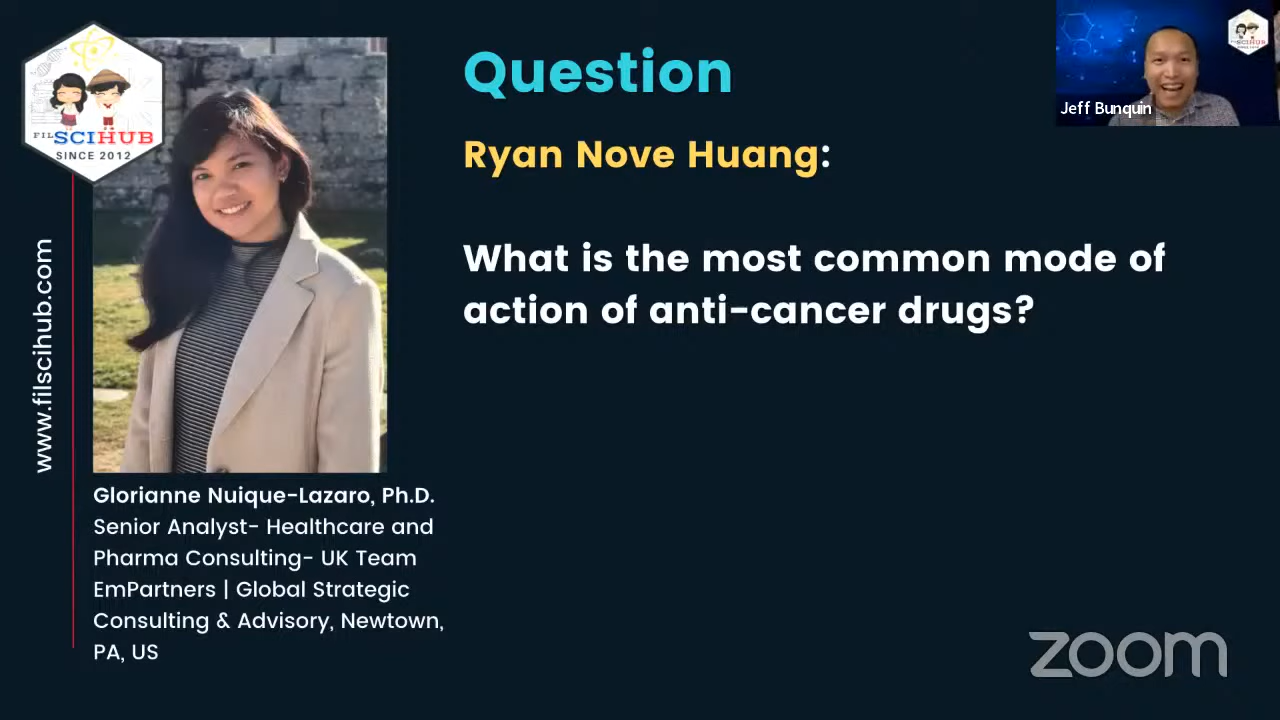 FIL SCIHUB
SINCE 2012
www.filscihub.com
Glorianne Nuique-Lazaro, Ph.D.
Senior Analyst- Healthcare and
Pharma Consulting- UK Team
EmPartners | Global Strategic
Consulting & Advisory, Newtown,
PA, US
Question
Ryan Nove Huang:
What is the most common mode of
action of anti-cancer drugs?
Jeff Bunquin
SCIHUB
zoom